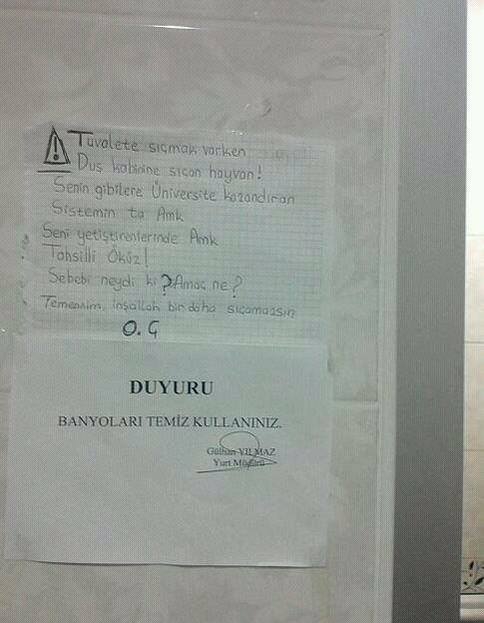 Tuvalete sıçmak varken
Duş kabinine sıçan hayvan!
Senin gibilere Üniversite kazandıran
Sistemin ta Amk
Seni yetiştirenlerinde Amk
Tahsilli Öküz!
Sebebi neydi ki? Amaç ne?
Temennim, inşallah bir daha sıçamazsın
O.Ç
DUYURU
BANYOLARI TEMİZ KULLANINIZ.
Gülhan YILMAZ
Yurt Müdürü